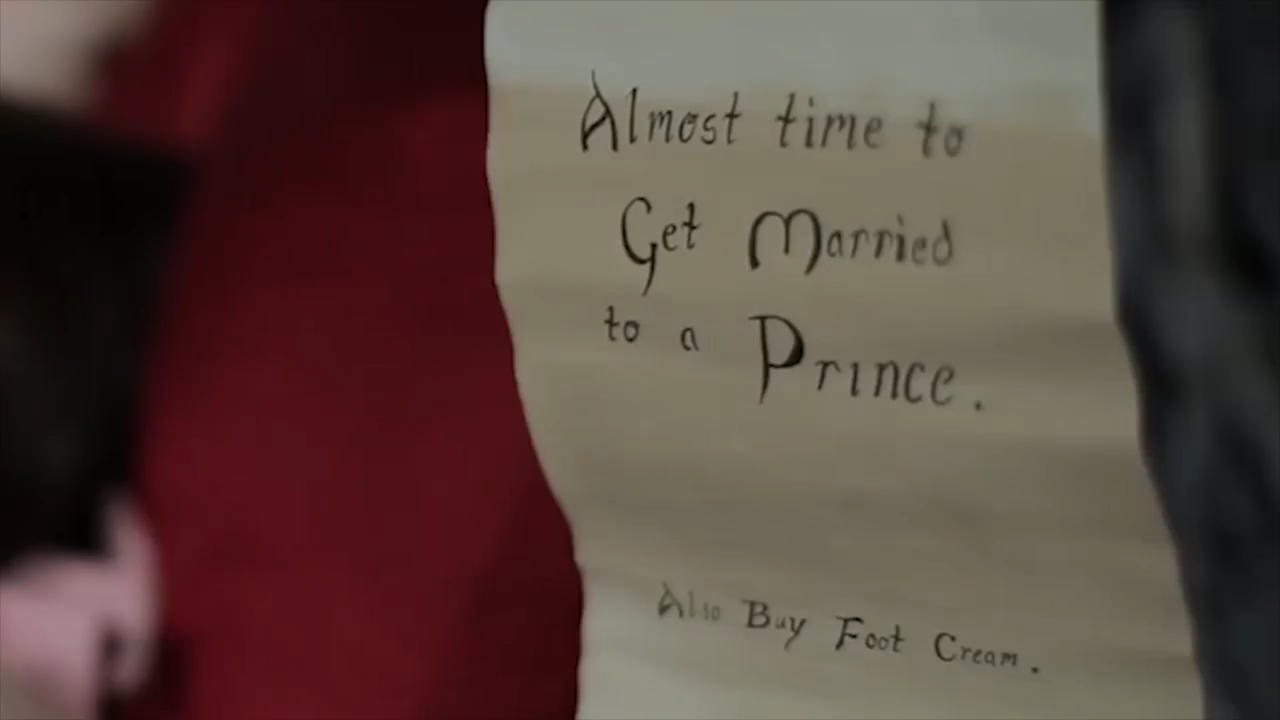 Almost time to
Get Married
to a Prince.
Also Buy Foot Cream.